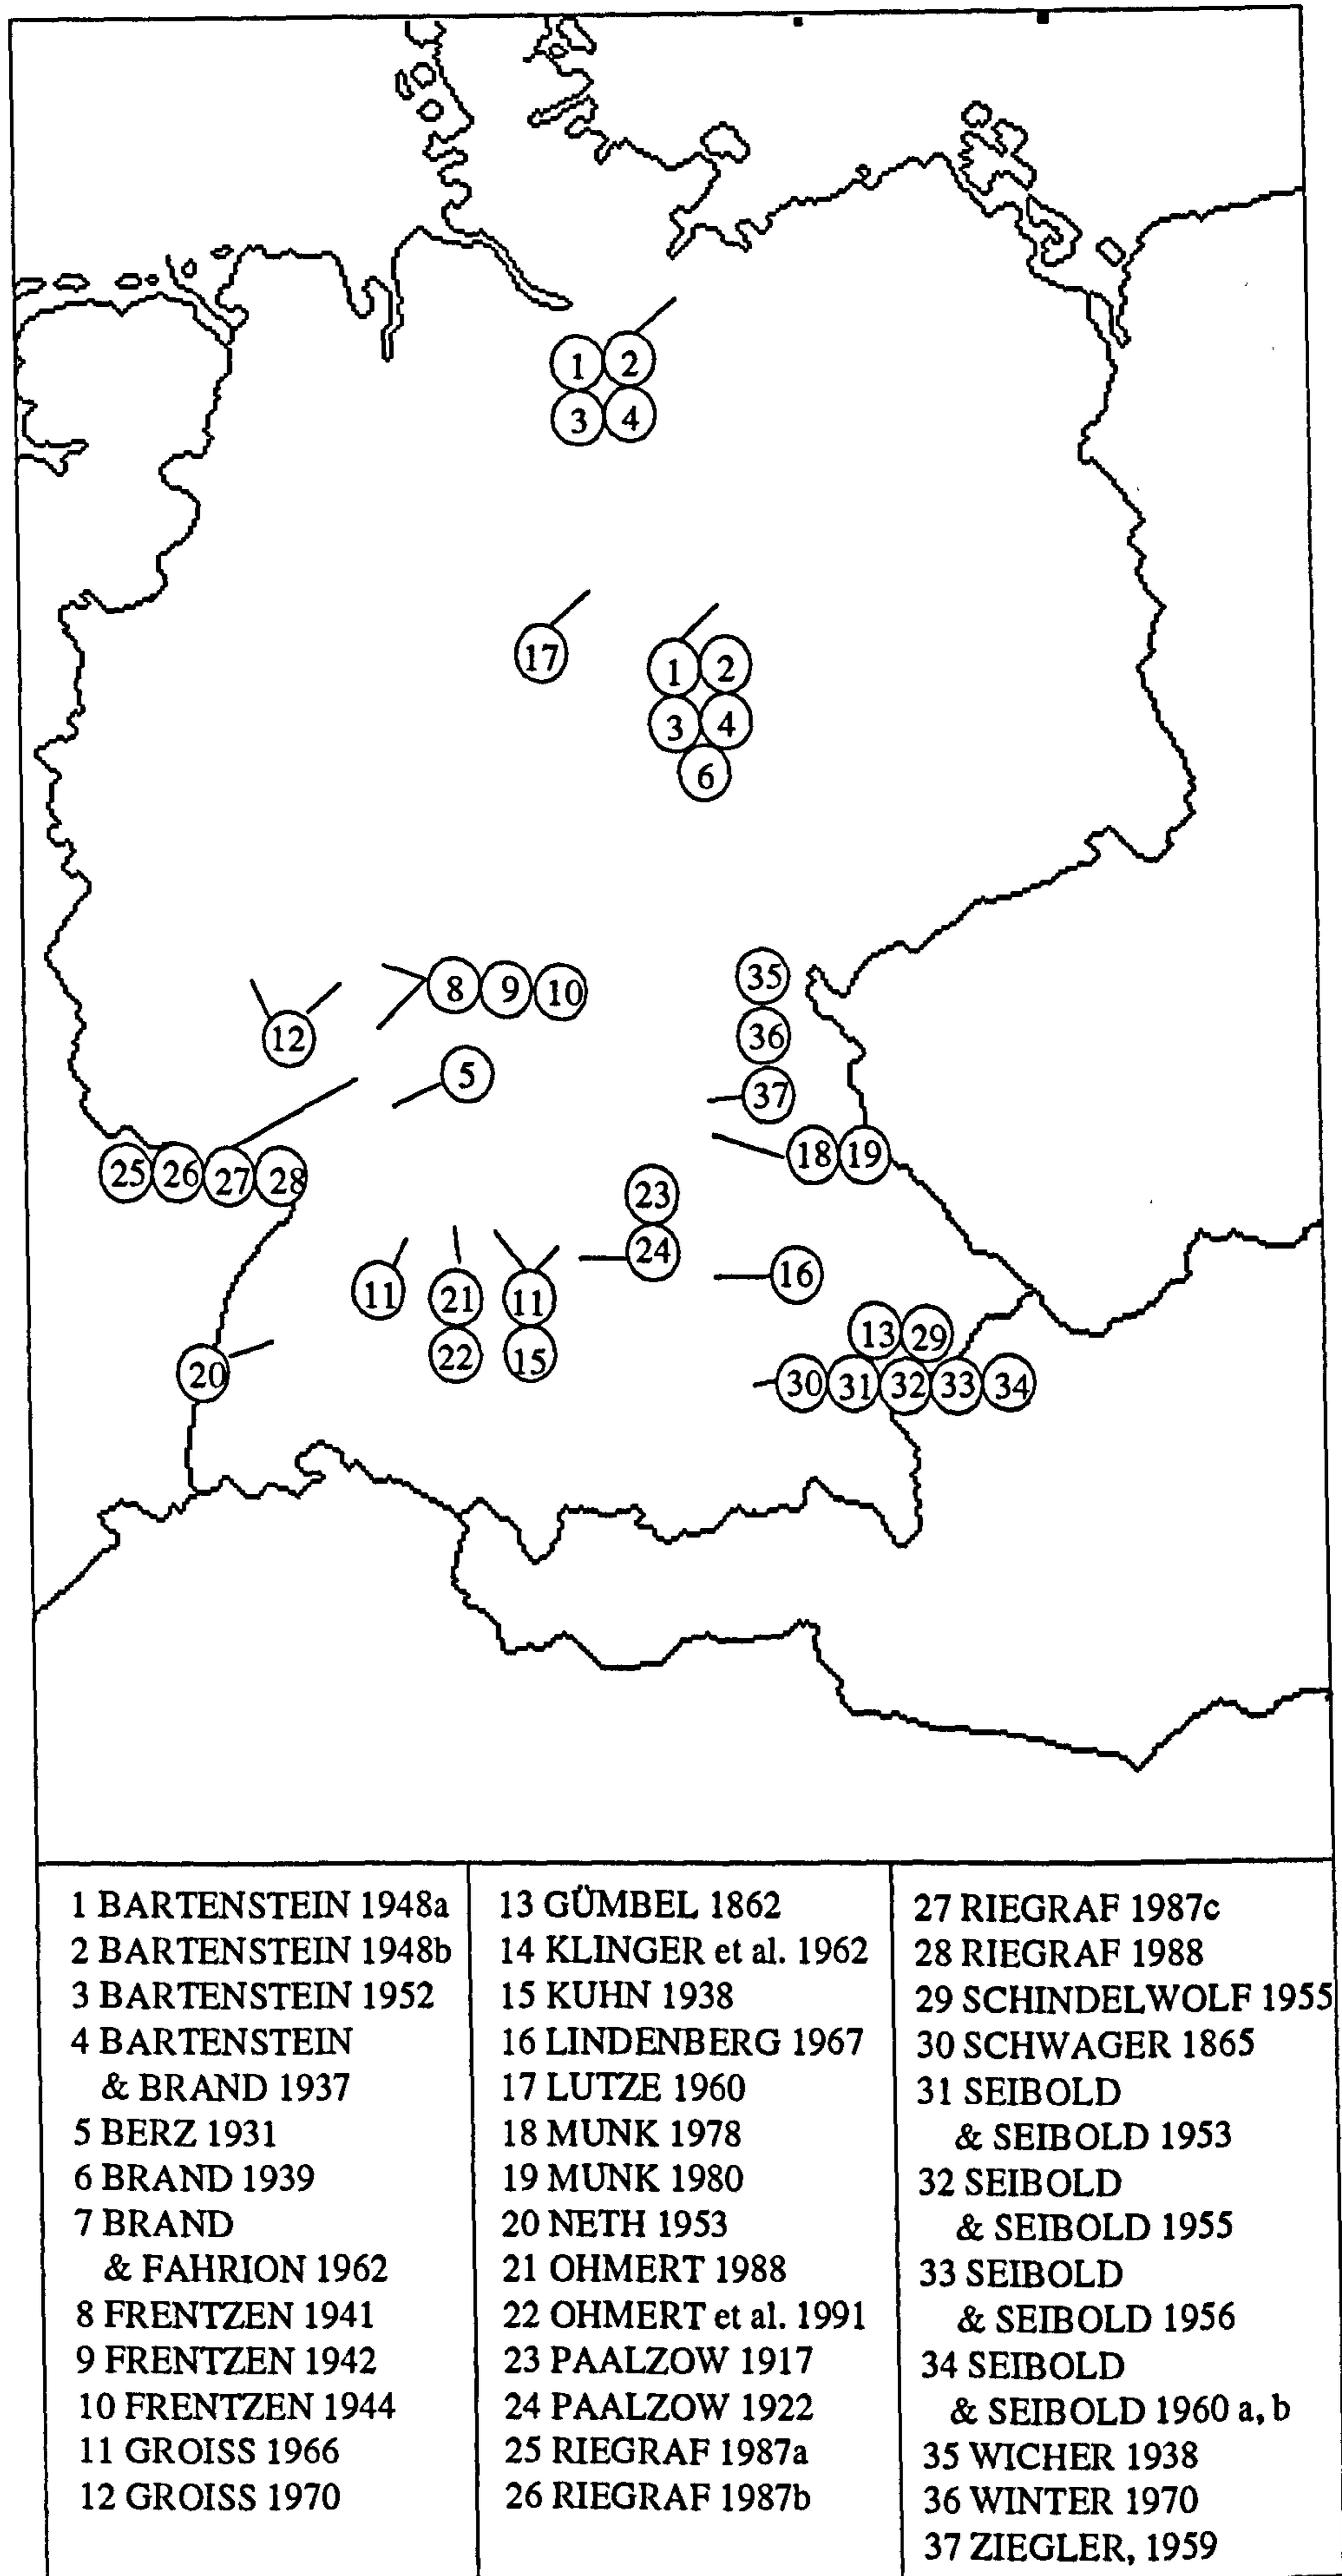 1 2
3 4
17
1 2
3 4
6
8 9 10
35
12
36
5
37
25 26 27 28
18 19
23
24
11
21
11
16
22
15
13 29
20
30 31 32 33 34
1 BARTENSTEIN 1948a
2 BARTENSTEIN 1948b
3 BARTENSTEIN 1952
4 BARTENSTEIN
& BRAND 1937
5 BERZ 1931
6 BRAND 1939
7 BRAND
& FAHRION 1962
8 FRENTZEN 1941
9 FRENTZEN 1942
10 FRENTZEN 1944
11 GROISS 1966
12 GROISS 1970
13 GÜMBEL 1862
14 KLINGER et al. 1962
15 KUHN 1938
16 LINDENBERG 1967
17 LUTZE 1960
18 MUNK 1978
19 MUNK 1980
20 NETH 1953
21 OHMERT 1988
22 OHMERT et al. 1991
23 PAALZOW 1917
24 PAALZOW 1922
25 RIEGRAF 1987a
26 RIEGRAF 1987b
27 RIEGRAF 1987c
28 RIEGRAF 1988
29 SCHINDELWOLF 1955
30 SCHWAGER 1865
31 SEIBOLD
& SEIBOLD 1953
32 SEIBOLD
& SEIBOLD 1955
33 SEIBOLD
& SEIBOLD 1956
34 SEIBOLD
& SEIBOLD 1960 a, b
35 WICHER 1938
36 WINTER 1970
37 ZIEGLER, 1959